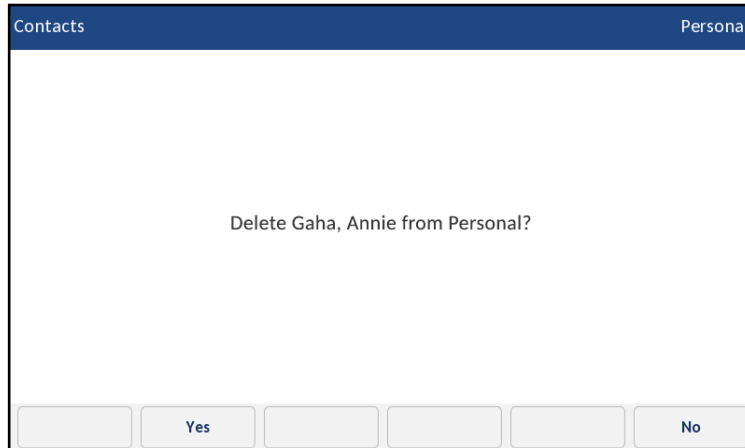 Contacts
Persona
Delete Gaha, Annie from Personal?
Yes
No